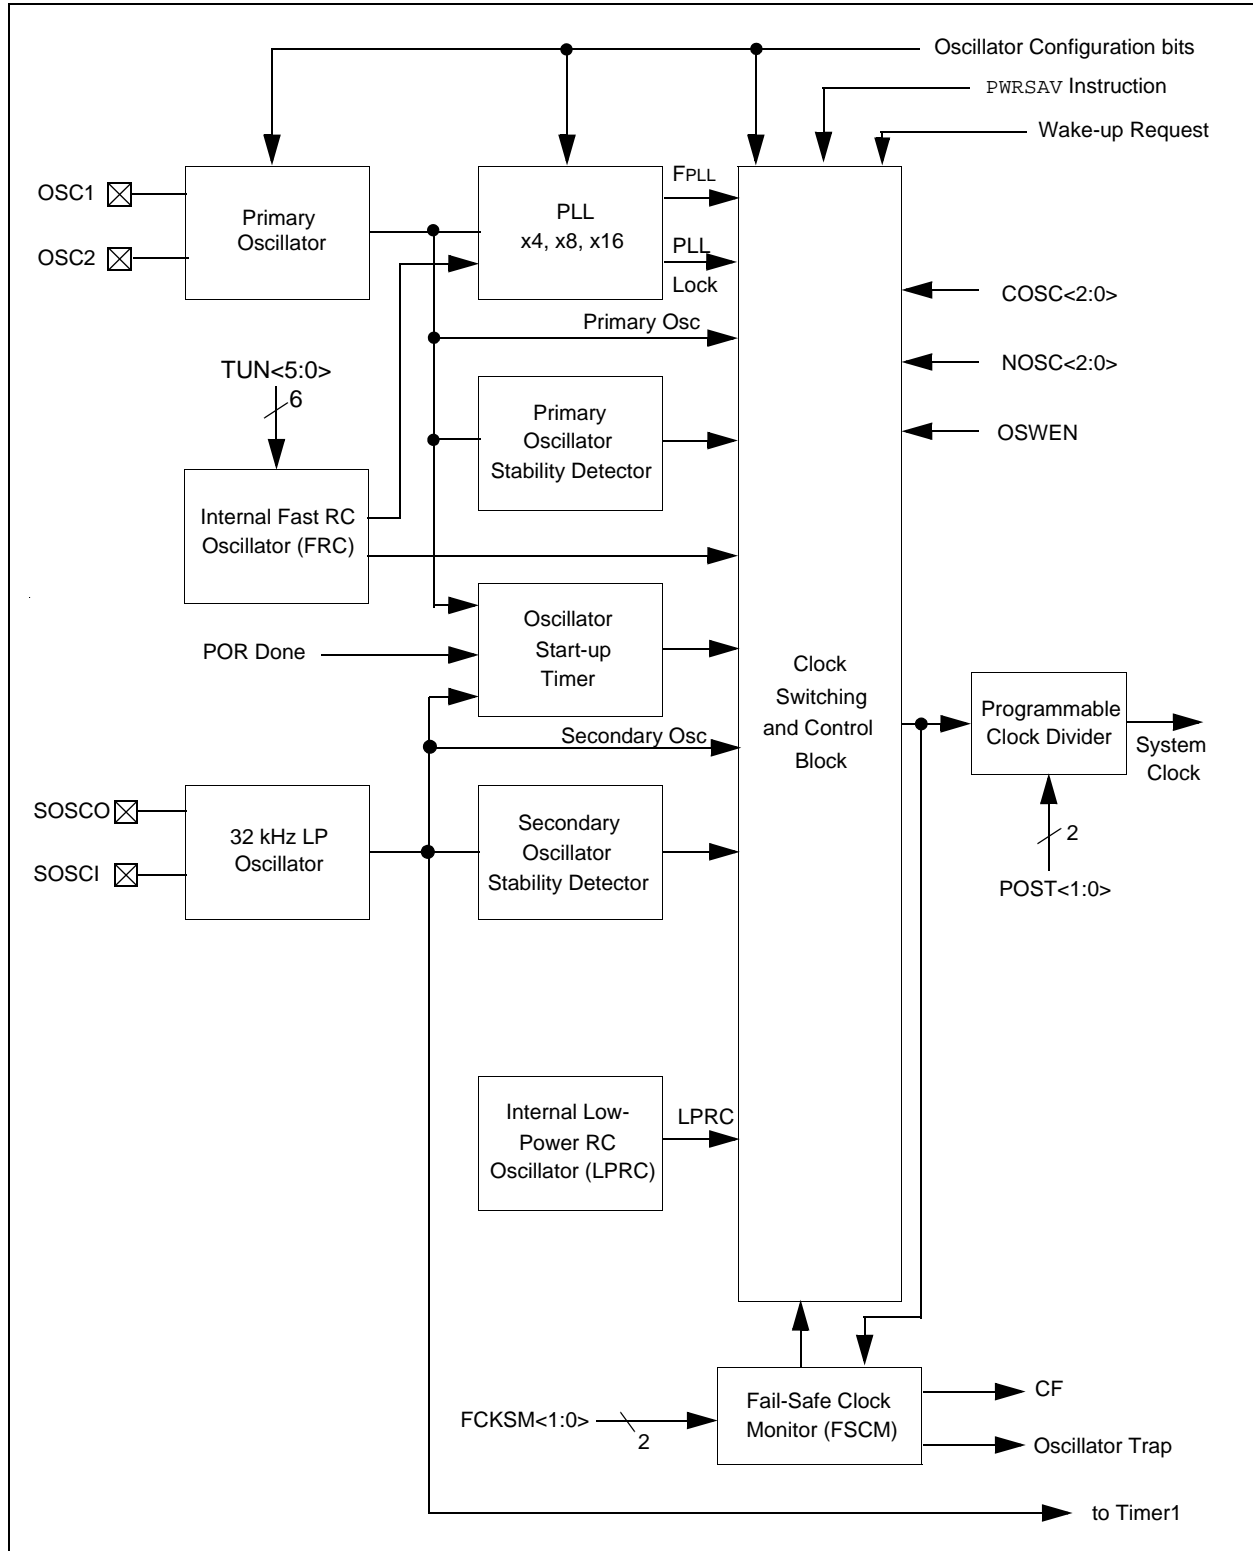 Oscillator Configuration bits
PWRSAV Instruction
Wake-up Request
OSC1
OSC2
Primary
Oscillator
PLL
x4, x8, x16
FPLL
PLL
Lock
COSC<2:0>
NOSC<2:0>
OSWEN
Primary Osc
TUN<5:0>
6
Primary
Oscillator
Stability Detector
Internal Fast RC
Oscillator (FRC)
Oscillator
Start-up
Timer
POR Done
Clock
Switching
and Control
Block
Programmable
Clock Divider
System
Clock
2
POST<1:0>
Secondary Osc
SOSCO
SOSCI
32 kHz LP
Oscillator
Secondary
Oscillator
Stability Detector
Internal Low-
Power RC
Oscillator (LPRC)
LPRC
FCKSM<1:0>
2
Fail-Safe Clock
Monitor (FSCM)
CF
Oscillator Trap
to Timer1